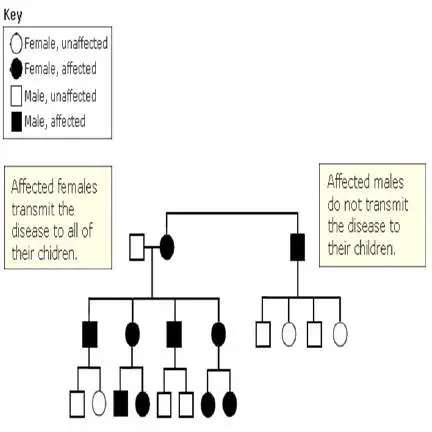 Key
Female, unaffected
Female, affected
Male, unaffected
Male, affected
Affected females
transmit the
disease to all of
their chidren.
Affected males
do not transmit
the disease to
their children.